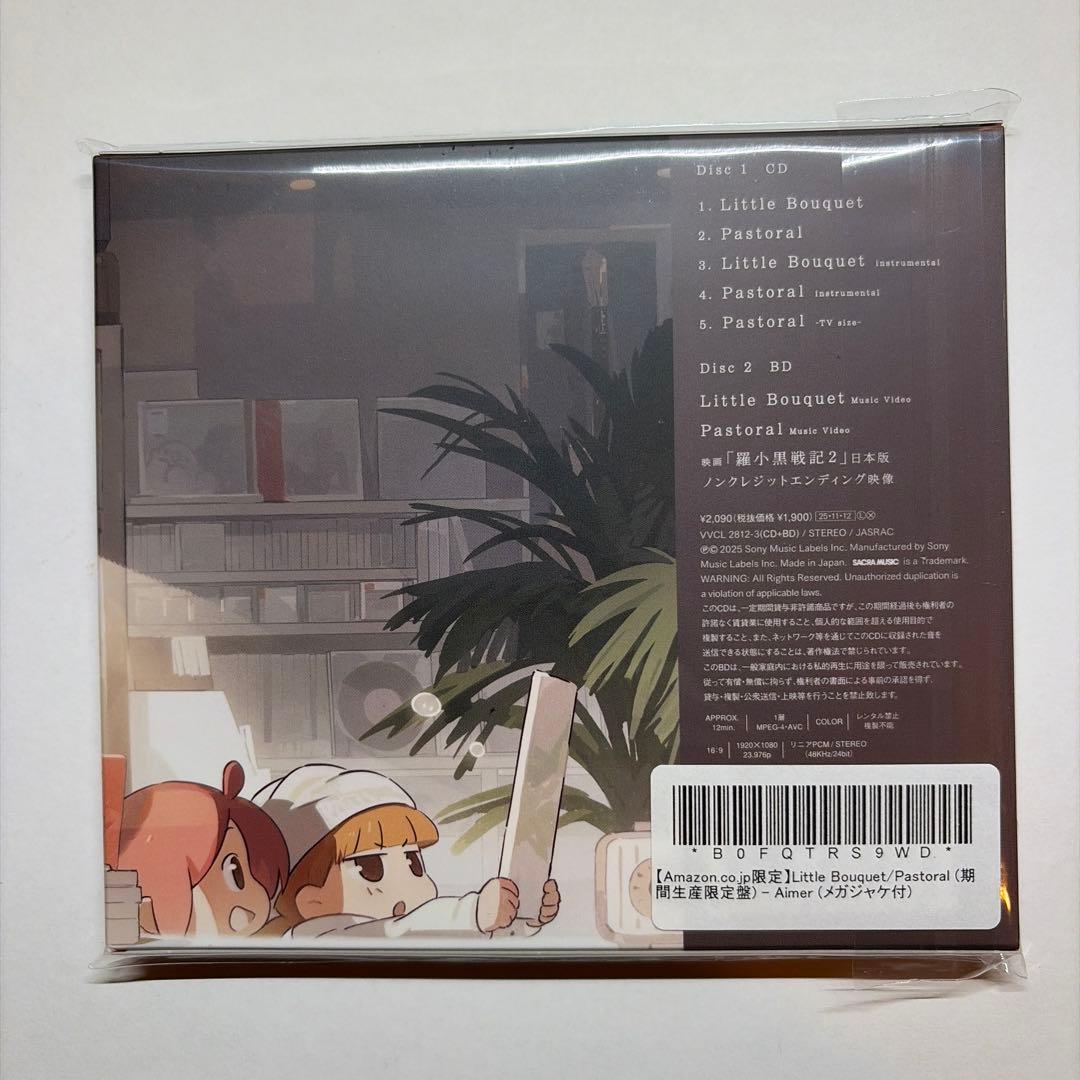 Disc 1 CD
1. Little Bouquet
2. Pastoral
3. Little Bouquet instrumental
4. Pastoral instrumental
5. Pastoral -TV size-
Disc 2 BD
Little Bouquet Music Video
Pastoral Music Video
映画「羅小黒戦記2」日本版
ノンクレジットエンディング映像
¥2,090(税抜価格 ¥1,900) 25・11・12 Ⓛ Ⓧ
VVCL 2812-3(CD+BD) / STEREO / JASRAC
ⓅⒸ 2025 Sony Music Labels Inc. Manufactured by Sony
Music Labels Inc. Made in Japan. SACRA MUSIC is a Trademark.
WARNING: All Rights Reserved. Unauthorized duplication is
a violation of applicable laws.
このCDは、一定期間貸与非許諾商品ですが、この期間経過後も権利者の
許諾なく賃貸業に使用すること、個人的な範囲を超える使用目的で
複製すること、また、ネットワーク等を通じてこのCDに収録された音を
送信できる状態にすることは、著作権法で禁じられています。
このBDは、一般家庭内における私的再生に用途を限って販売されています。
従って有償・無償に拘らず、権利者の書面による事前の承認を得ず、
貸与・複製・公衆送信・上映等を行うことを禁止致します。
APPROX. 12min. 1層 MPEG-4・AVC COLOR レンタル禁止 複製不能
16:9 1920×1080 23.976p リニアPCM / STEREO (48KHz/24bit)
*B0FQTRS9WD*
【Amazon.co.jp限定】Little Bouquet/Pastoral (期
間生産限定盤) - Aimer (メガジャケ付)